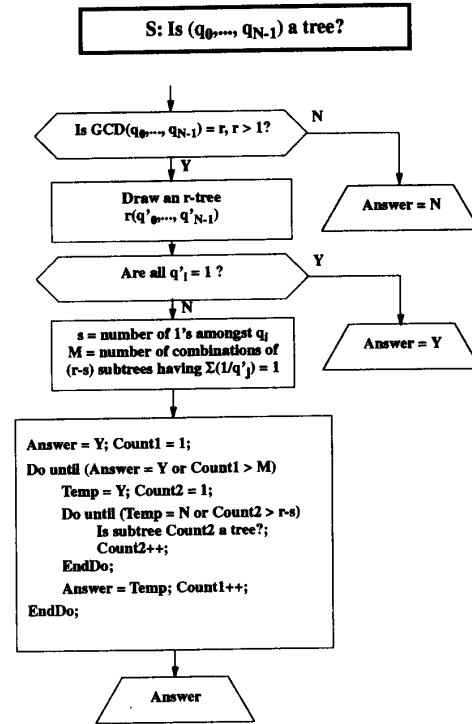 S: Is (q0,..., qN-1) a tree?
Is GCD(q0,..., qN-1) = r, r > 1?
N
Y
Draw an r-tree
r(q'0,..., q'N-1)
Answer = N
Are all q'i = 1 ?
Y
N
s = number of 1's amongst qi
M = number of combinations of
(r-s) subtrees having Σ(1/q'j) = 1
Answer = Y
Answer = Y; Count1 = 1;
Do until (Answer = Y or Count1 > M)
Temp = Y; Count2 = 1;
Do until (Temp = N or Count2 > r-s)
Is subtree Count2 a tree?;
Count2++;
EndDo;
Answer = Temp; Count1++;
EndDo;
Answer